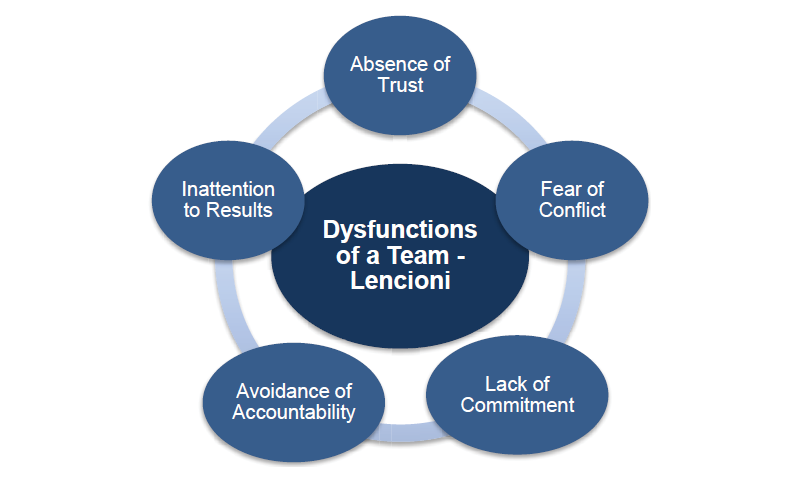 Absence of
Trust
Fear of
Conflict
Lack of
Commitment
Avoidance of
Accountability
Inattention
to Results
Dysfunctions
of a Team -
Lencioni